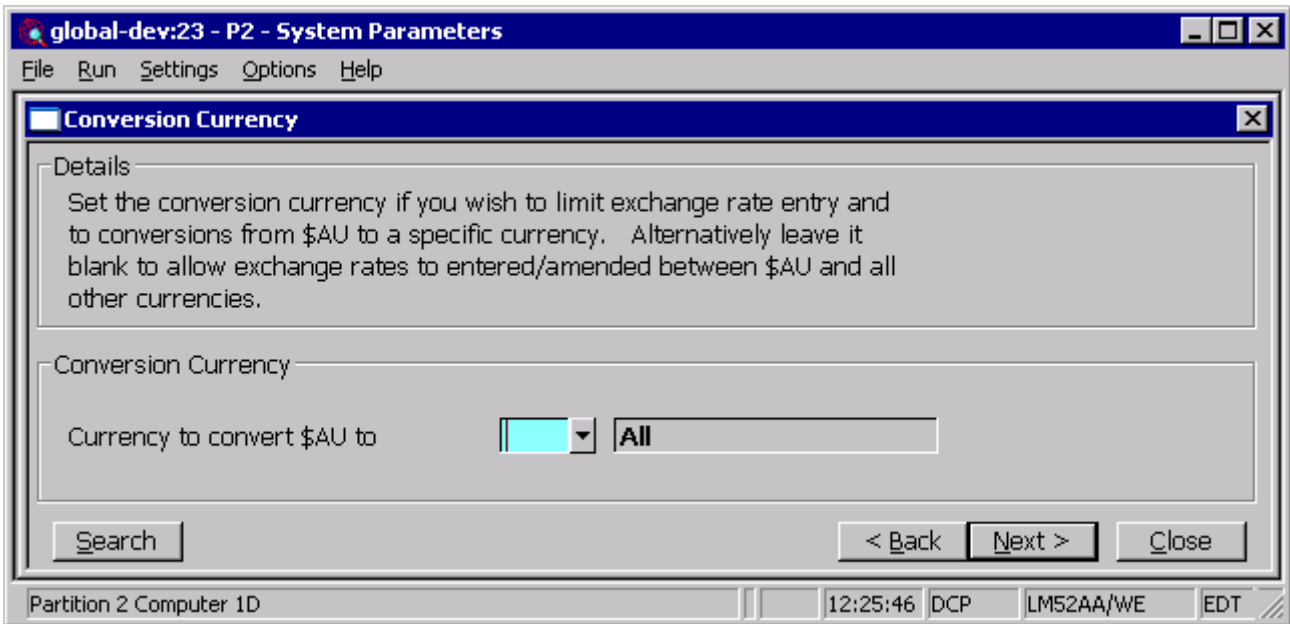 global-dev:23 - P2 - System Parameters
File Run Settings Options Help
Conversion Currency
Details
Set the conversion currency if you wish to limit exchange rate entry and
to conversions from $AU to a specific currency. Alternatively leave it
blank to allow exchange rates to entered/amended between $AU and all
other currencies.
Conversion Currency
Currency to convert $AU to All
Search < Back Next > Close
Partition 2 Computer 1D 12:25:46 DCP LM52AA/WE EDT